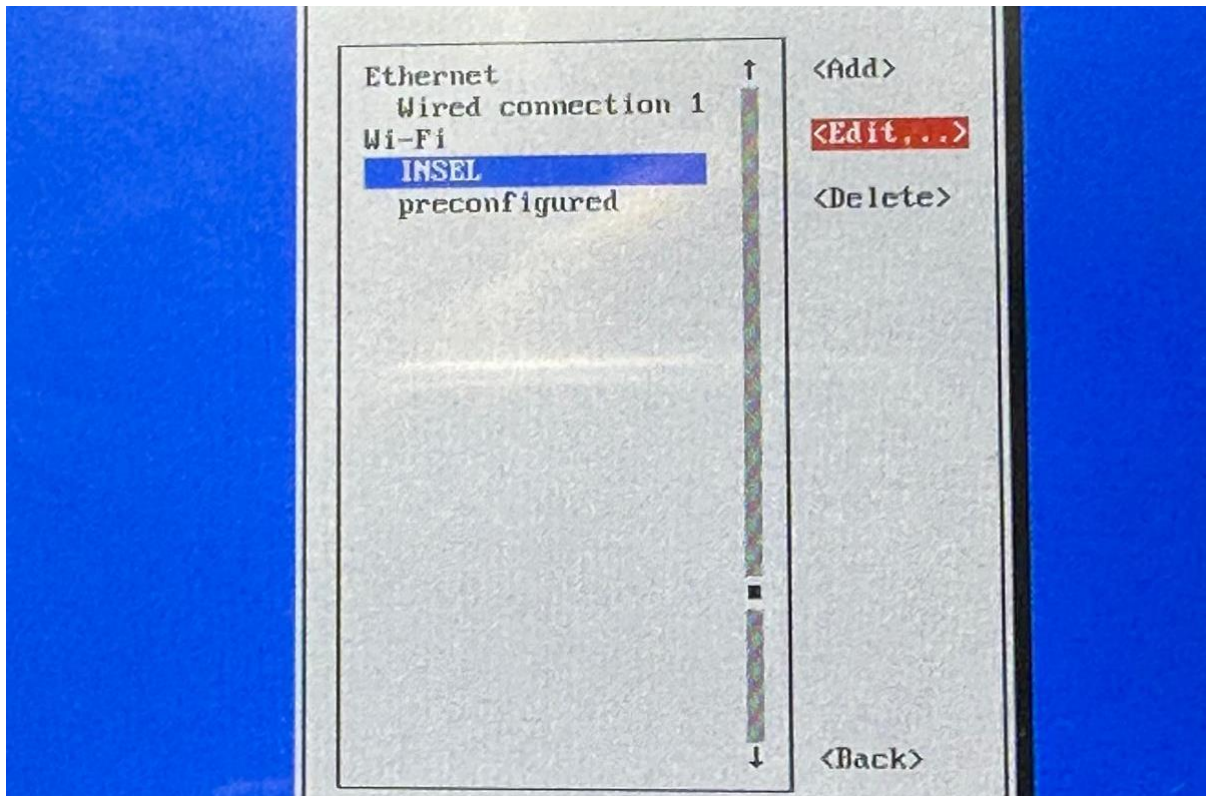 Ethernet
Wired connection 1
Wi-Fi
INSEL
preconfigured
<Add>
<Edit...>
<Delete>
<Back>